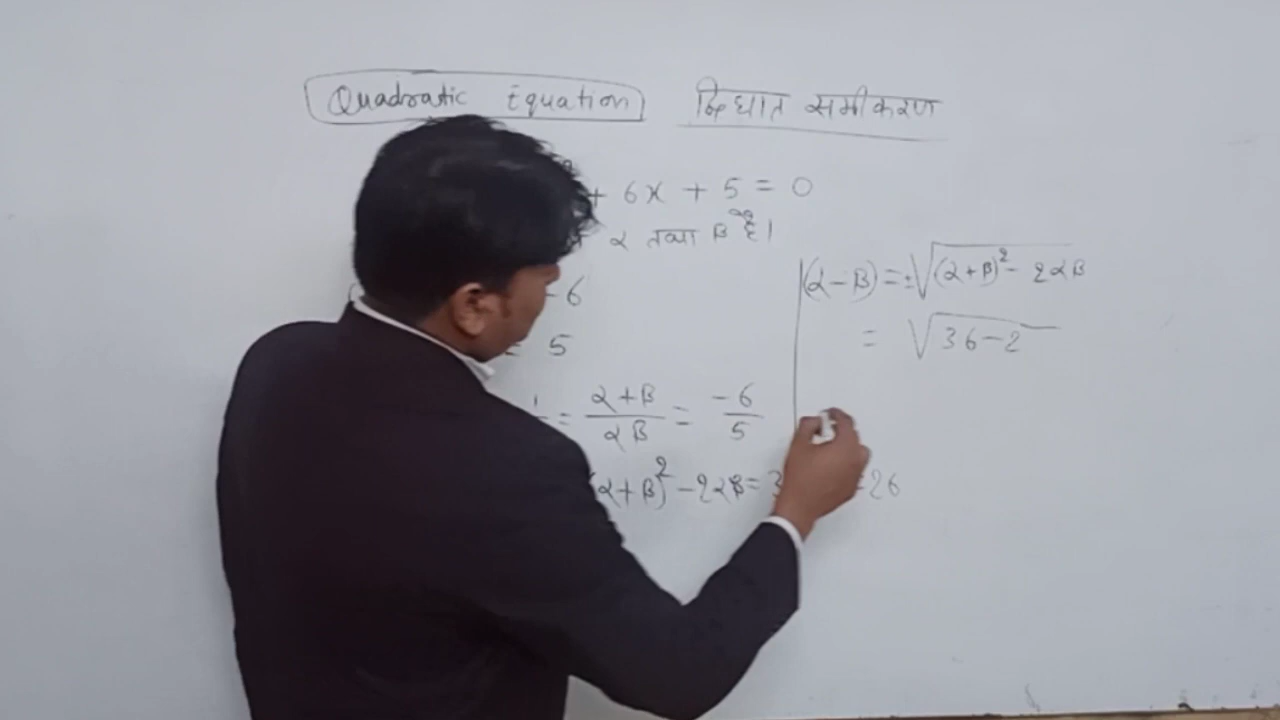 Quadratic Equation द्विघात समीकरण
+ 6x + 5 = 0
α तथा β है।
-6
= 5
= α+β/αβ = -6/5
(α+β)² - 2αβ = 3 = 26
(α-β) = ±√(α+β)² - 2αβ
= √36-2